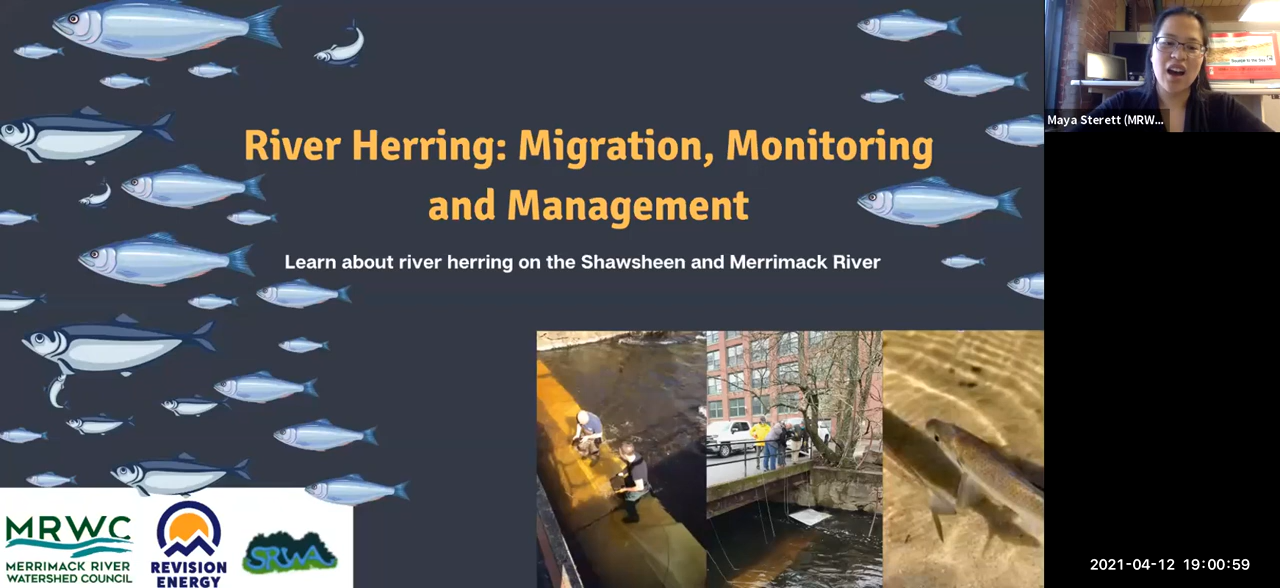 River Herring: Migration, Monitoring
and Management
Learn about river herring on the Shawsheen and Merrimack River
Maya Sterett (MRW...
MRWC
MERRIMACK RIVER
WATERSHED COUNCIL
REVISION
ENERGY
SRWA
2021-04-12 19:00:59